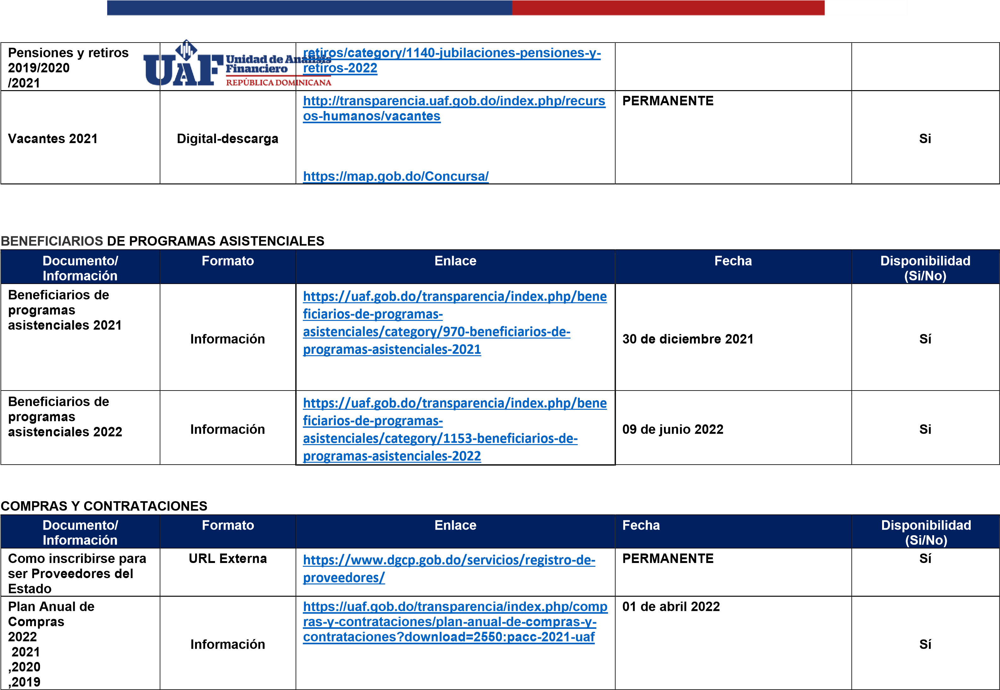 Pensiones y retiros
2019/2020
/2021
UAF Unidad de Análisis
Financiero
REPÚBLICA DOMINICANA
retiros/category/1140-jubilaciones-pensiones-y-
retiros-2022
Vacantes 2021
Digital-descarga
http://transparencia.uaf.gob.do/index.php/recurs
os-humanos/vacantes
https://map.gob.do/Concursa/
PERMANENTE
Si
BENEFICIARIOS DE PROGRAMAS ASISTENCIALES
Documento/
Información
Formato
Enlace
Fecha
Disponibilidad
(Si/No)
Beneficiarios de
programas
asistenciales 2021
Información
https://uaf.gob.do/transparencia/index.php/bene
ficiarios-de-programas-
asistenciales/category/970-beneficiarios-de-
programas-asistenciales-2021
30 de diciembre 2021
Sí
Beneficiarios de
programas
asistenciales 2022
Información
https://uaf.gob.do/transparencia/index.php/bene
ficiarios-de-programas-
asistenciales/category/1153-beneficiarios-de-
programas-asistenciales-2022
09 de junio 2022
Si
COMPRAS Y CONTRATACIONES
Documento/
Información
Formato
Enlace
Fecha
Disponibilidad
(Si/No)
Como inscribirse para
ser Proveedores del
Estado
URL Externa
https://www.dgcp.gob.do/servicios/registro-de-
proveedores/
PERMANENTE
Sí
Plan Anual de
Compras
2022
2021
,2020
,2019
Información
https://uaf.gob.do/transparencia/index.php/comp
ras-y-contrataciones/plan-anual-de-compras-y-
contrataciones?download=2550:pacc-2021-uaf
01 de abril 2022
Sí